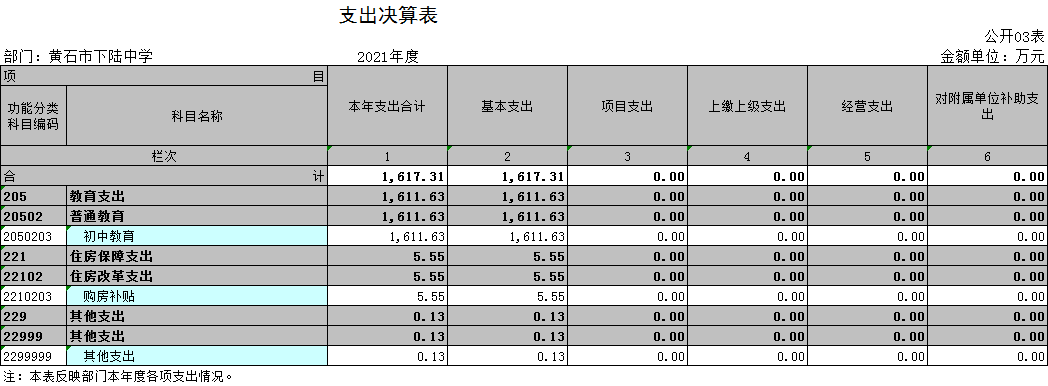 支出决算表
公开03表
部门：黄石市下陆中学 2021年度 金额单位：万元
项 目 本年支出合计 基本支出 项目支出 上缴上级支出 经营支出 对附属单位补助支出
功能分类科目编码 科目名称
栏次 1 2 3 4 5 6
合 计 1,617.31 1,617.31 0.00 0.00 0.00 0.00
205 教育支出 1,611.63 1,611.63 0.00 0.00 0.00 0.00
20502 普通教育 1,611.63 1,611.63 0.00 0.00 0.00 0.00
2050203 初中教育 1,611.63 1,611.63 0.00 0.00 0.00 0.00
221 住房保障支出 5.55 5.55 0.00 0.00 0.00 0.00
22102 住房改革支出 5.55 5.55 0.00 0.00 0.00 0.00
2210203 购房补贴 5.55 5.55 0.00 0.00 0.00 0.00
229 其他支出 0.13 0.13 0.00 0.00 0.00 0.00
22999 其他支出 0.13 0.13 0.00 0.00 0.00 0.00
2299999 其他支出 0.13 0.13 0.00 0.00 0.00 0.00
注：本表反映部门本年度各项支出情况。